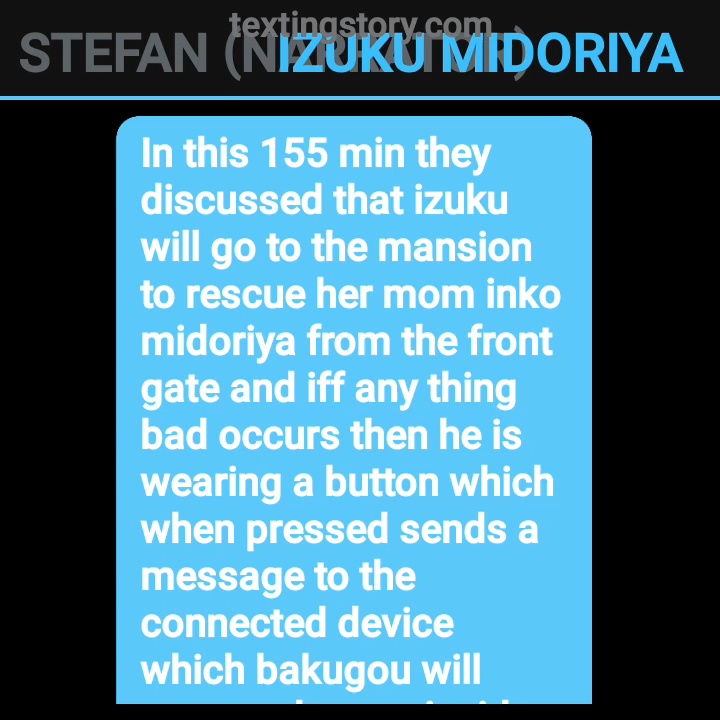 textingstory.com
STEFAN (NARRATOR)
IZUKU MIDORIYA
In this 155 min they
discussed that izuku
will go to the mansion
to rescue her mom inko
midoriya from the front
gate and iff any thing
bad occurs then he is
wearing a button which
when pressed sends a
message to the
connected device
which bakugou will